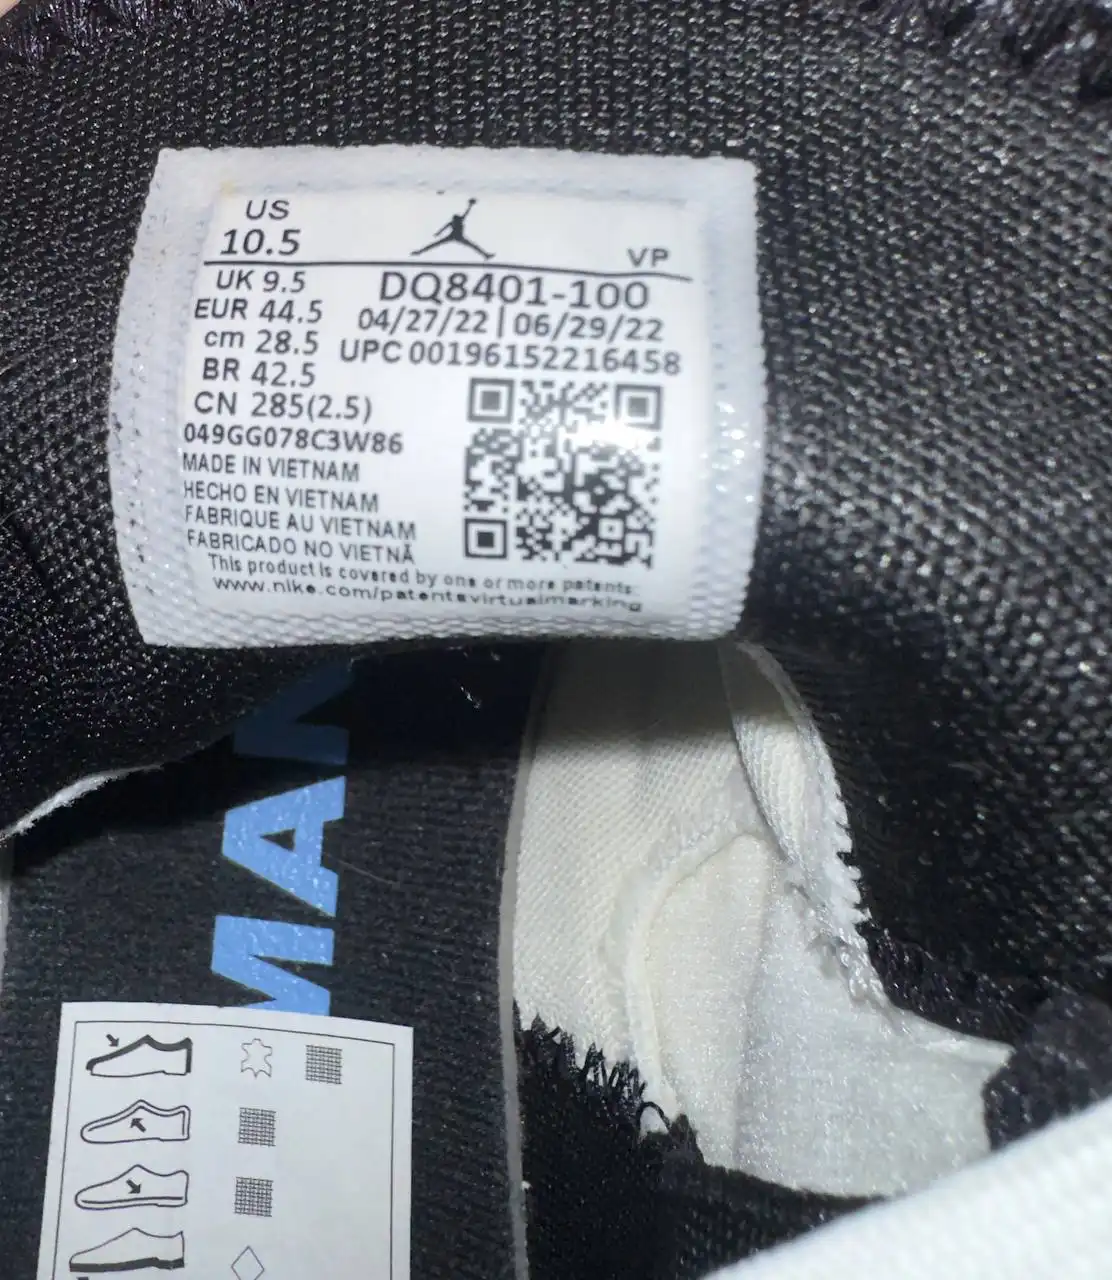 US
10.5
VP
UK 9.5
DQ8401-100
EUR 44.5
04/27/22 | 06/29/22
cm 28.5
UPC 00196152216458
BR 42.5
CN 285(2.5)
049GG078C3W86
MADE IN VIETNAM
HECHO EN VIETNAM
FABRIQUE AU VIETNAM
FABRICADO NO VIETNÃ
This product is covered by one or more patents:
www.nike.com/patentsvirtualmarking
MAN